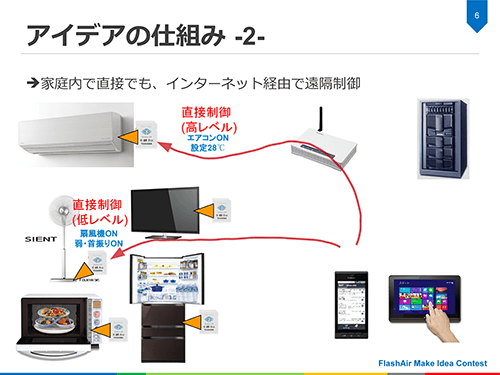 6
アイデアの仕組み -2-
➔家庭内で直接でも、インターネット経由で遠隔制御
直接制御
(高レベル)
エアコンON
設定28℃
直接制御
(低レベル)
扇風機ON
弱・首振りON
SIENT
FlashAir Make Idea Contest